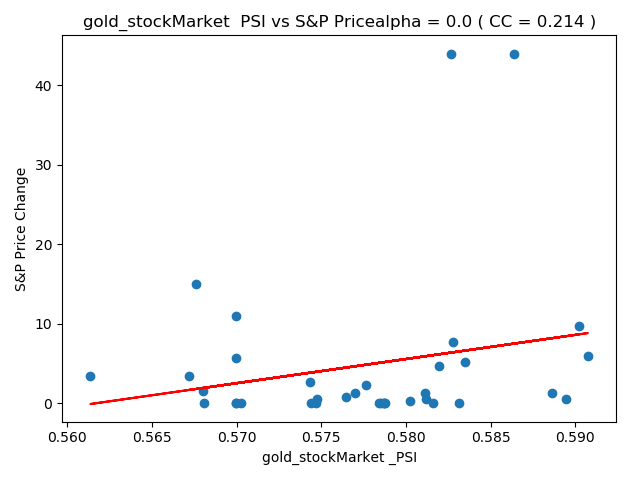 gold_stockMarket  PSI vs S&P Pricealpha = 0.0 ( CC = 0.214 )
S&P Price Change
40
30
20
10
0
0.560 0.565 0.570 0.575 0.580 0.585 0.590
gold_stockMarket _PSI